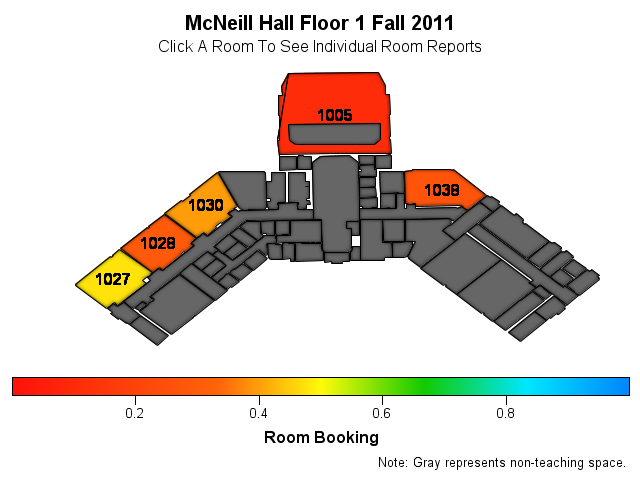 McNeill Hall Floor 1 Fall 2011
Click A Room To See Individual Room Reports
1005
1038
1030
1028
1027
0.2 0.4 0.6 0.8
Room Booking
Note: Gray represents non-teaching space.